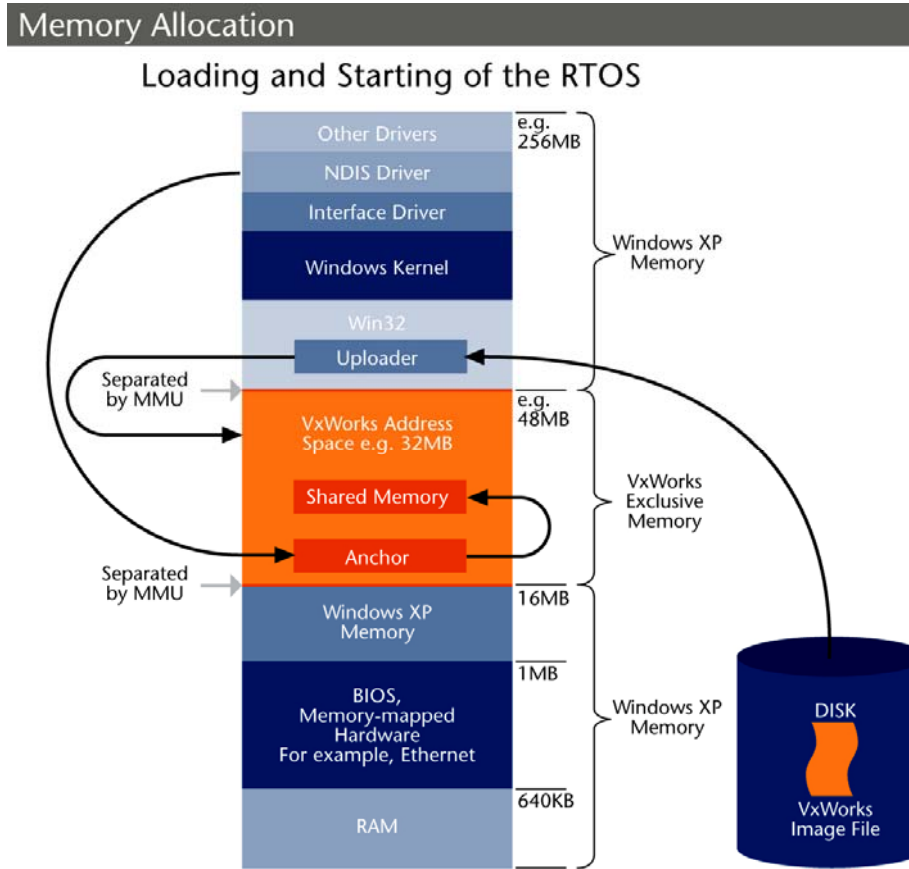 Memory Allocation
Loading and Starting of the RTOS
Other Drivers
e.g.
256MB
NDIS Driver
Interface Driver
Windows Kernel
Windows XP
Memory
Win32
Uploader
Separated
by MMU
e.g.
48MB
VxWorks Address
Space e.g. 32MB
Shared Memory
VxWorks
Exclusive
Memory
Anchor
Separated
by MMU
16MB
Windows XP
Memory
1MB
BIOS,
Memory-mapped
Hardware
For example, Ethernet
Windows XP
Memory
640KB
RAM
DISK
VxWorks
Image File